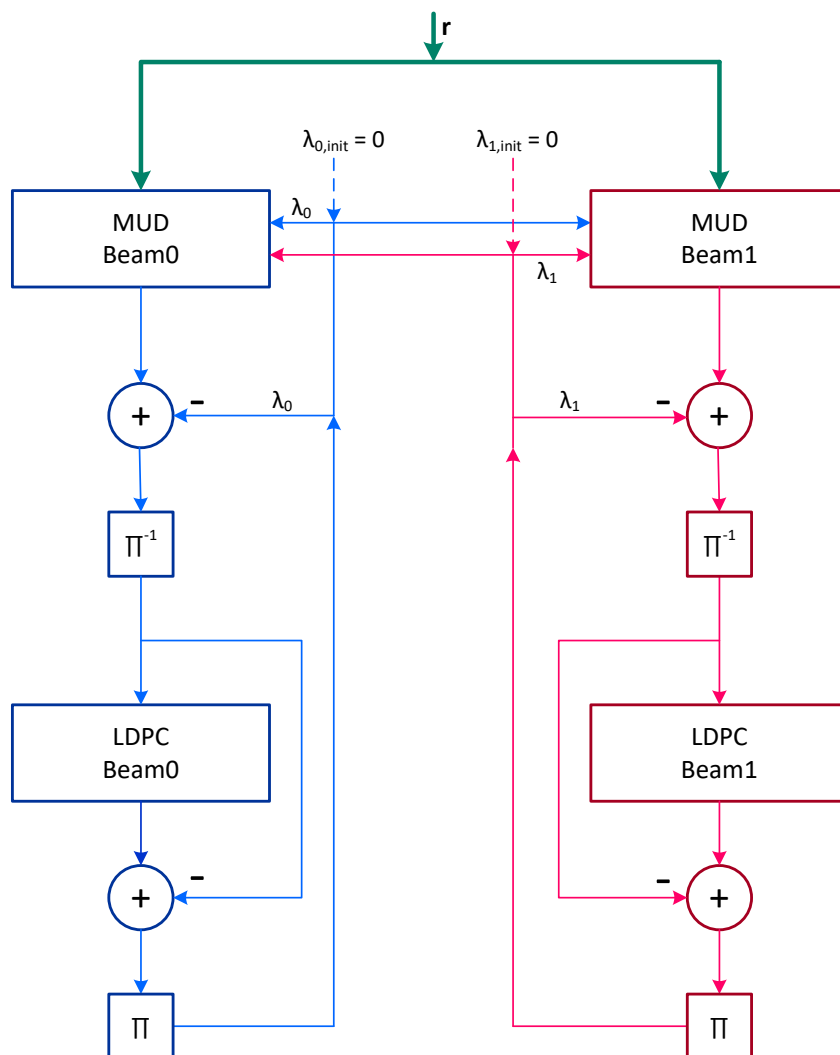 r
λ0,init = 0
λ1,init = 0
MUD
Beam0
λ0
λ1
MUD
Beam1
+
−
λ0
λ1
−
+
Π-1
Π-1
LDPC
Beam0
LDPC
Beam1
+
−
−
+
Π
Π